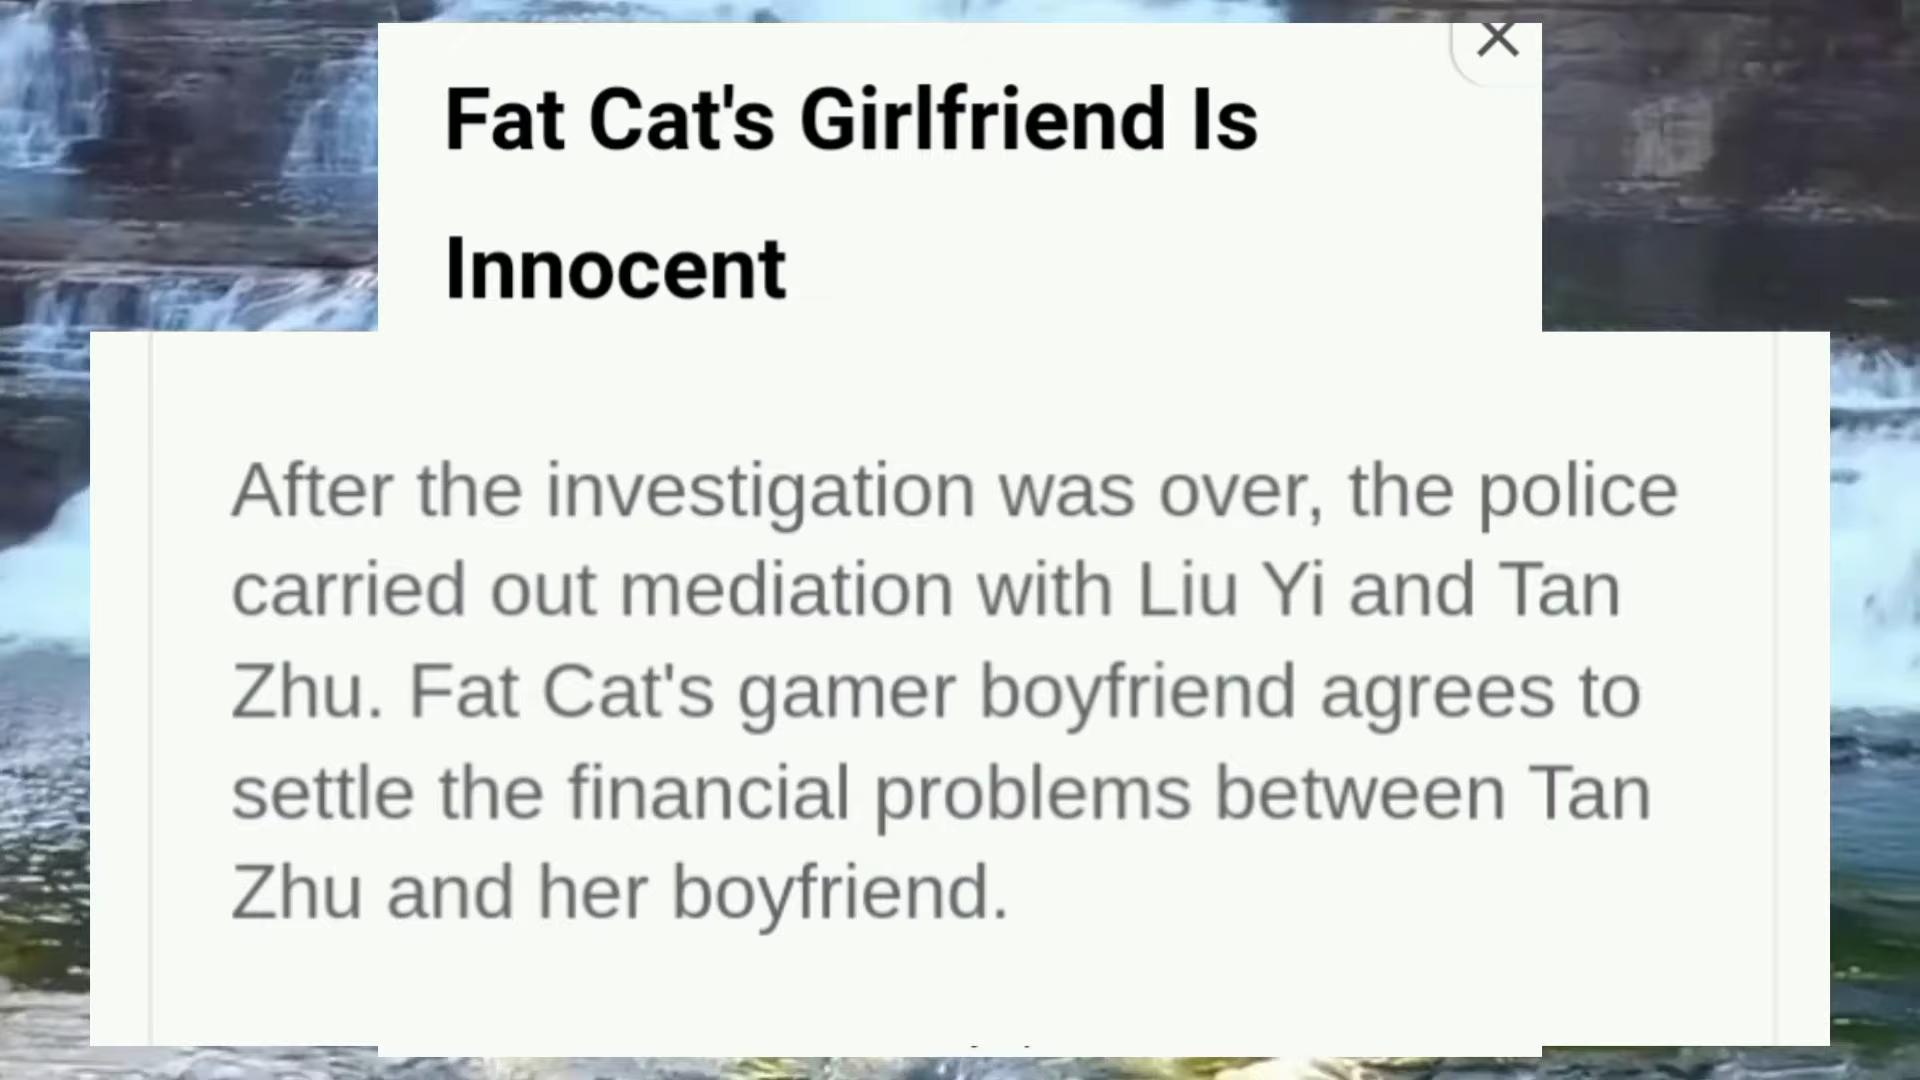 Fat Cat's Girlfriend Is
Innocent
After the investigation was over, the police
carried out mediation with Liu Yi and Tan
Zhu. Fat Cat's gamer boyfriend agrees to
settle the financial problems between Tan
Zhu and her boyfriend.